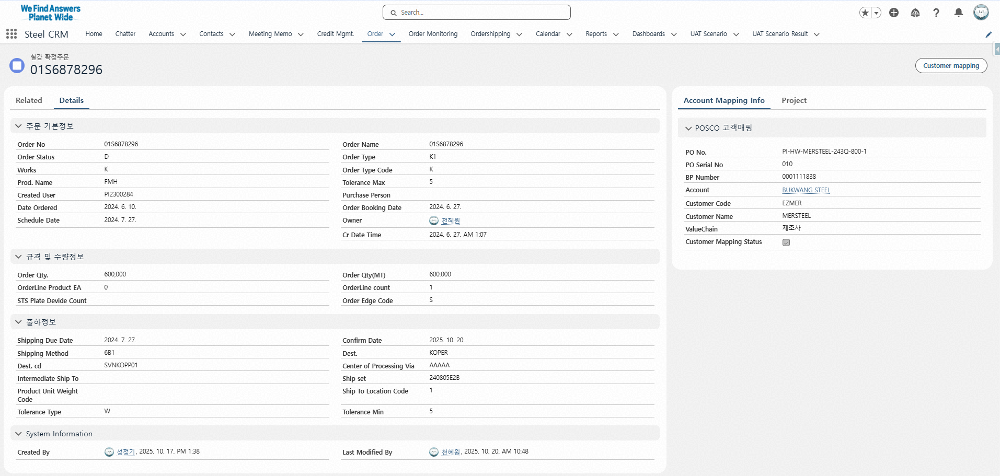 We Find Answers
Planet-Wide
Search...
Steel CRM
Home
Chatter
Accounts
Contacts
Meeting Memo
Credit Mgmt.
Order
Order Monitoring
Ordershipping
Calendar
Reports
Dashboards
UAT Scenario
UAT Scenario Result
철강 확정주문
01S6878296
Customer mapping
Related
Details
주문 기본정보
Order No 01S6878296
Order Name 01S6878296
Order Status D
Order Type K1
Works K
Order Type Code K
Prod. Name FMH
Tolerance Max 5
Created User PI2300284
Purchase Person
Date Ordered 2024. 6. 10.
Order Booking Date 2024. 6. 27.
Schedule Date 2024. 7. 27.
Owner 천혜원
Cr Date Time 2024. 6. 27. AM 1:07
규격 및 수량정보
Order Qty. 600,000
Order Qty(MT) 600.000
OrderLine Product EA 0
OrderLine count 1
STS Plate Devide Count
Order Edge Code S
출하정보
Shipping Due Date 2024. 7. 27.
Confirm Date 2025. 10. 20.
Shipping Method 6B1
Dest. KOPER
Dest. cd SVNKOPP01
Center of Processing Via AAAAA
Intermediate Ship To
Ship set 240805E2B
Product Unit Weight
Code
Ship To Location Code 1
Tolerance Type W
Tolerance Min 5
System Information
Created By 성정기, 2025. 10. 17. PM 1:38
Last Modified By 천혜원, 2025. 10. 20. AM 10:48
Account Mapping Info
Project
POSCO 고객매핑
PO No. PI-HW-MERSTEEL-243Q-800-1
PO Serial No 010
BP Number 0001111838
Account BUKWANG STEEL
Customer Code EZMER
Customer Name MERSTEEL
ValueChain 제조사
Customer Mapping Status